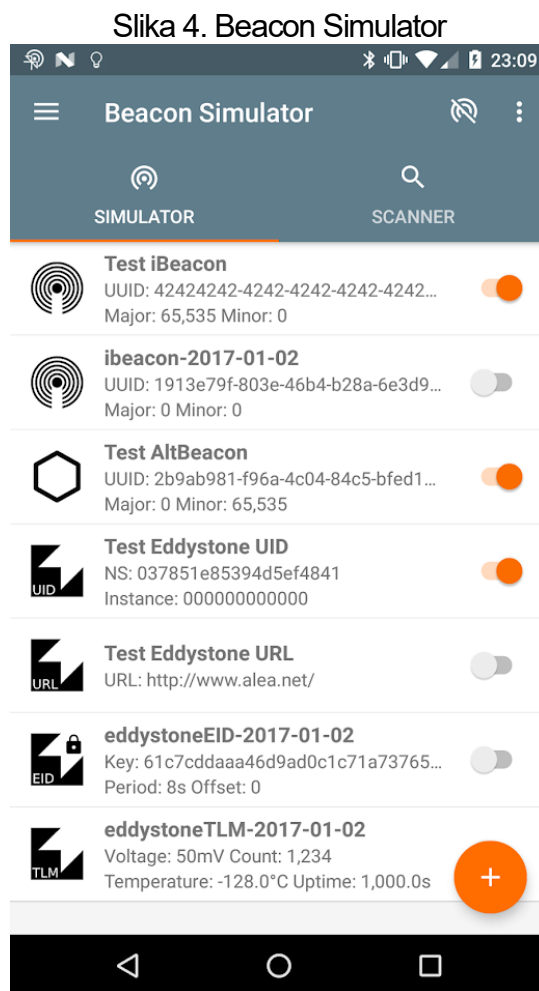 Slika 4. Beacon Simulator
23:09
Beacon Simulator
SIMULATOR
SCANNER
Test iBeacon
UUID: 42424242-4242-4242-4242-4242...
Major: 65,535 Minor: 0
ibeacon-2017-01-02
UUID: 1913e79f-803e-46b4-b28a-6e3d9...
Major: 0 Minor: 0
Test AltBeacon
UUID: 2b9ab981-f96a-4c04-84c5-bfed1...
Major: 0 Minor: 65,535
Test Eddystone UID
NS: 037851e85394d5ef4841
UID
Instance: 000000000000
Test Eddystone URL
URL: http://www.alea.net/
URL
eddystoneEID-2017-01-02
Key: 61c7cddaaa46d9ad0c1c71a73765...
EID
Period: 8s Offset: 0
eddystoneTLM-2017-01-02
Voltage: 50mV Count: 1,234
TLM
Temperature: -128.0°C Uptime: 1,000.0s
+